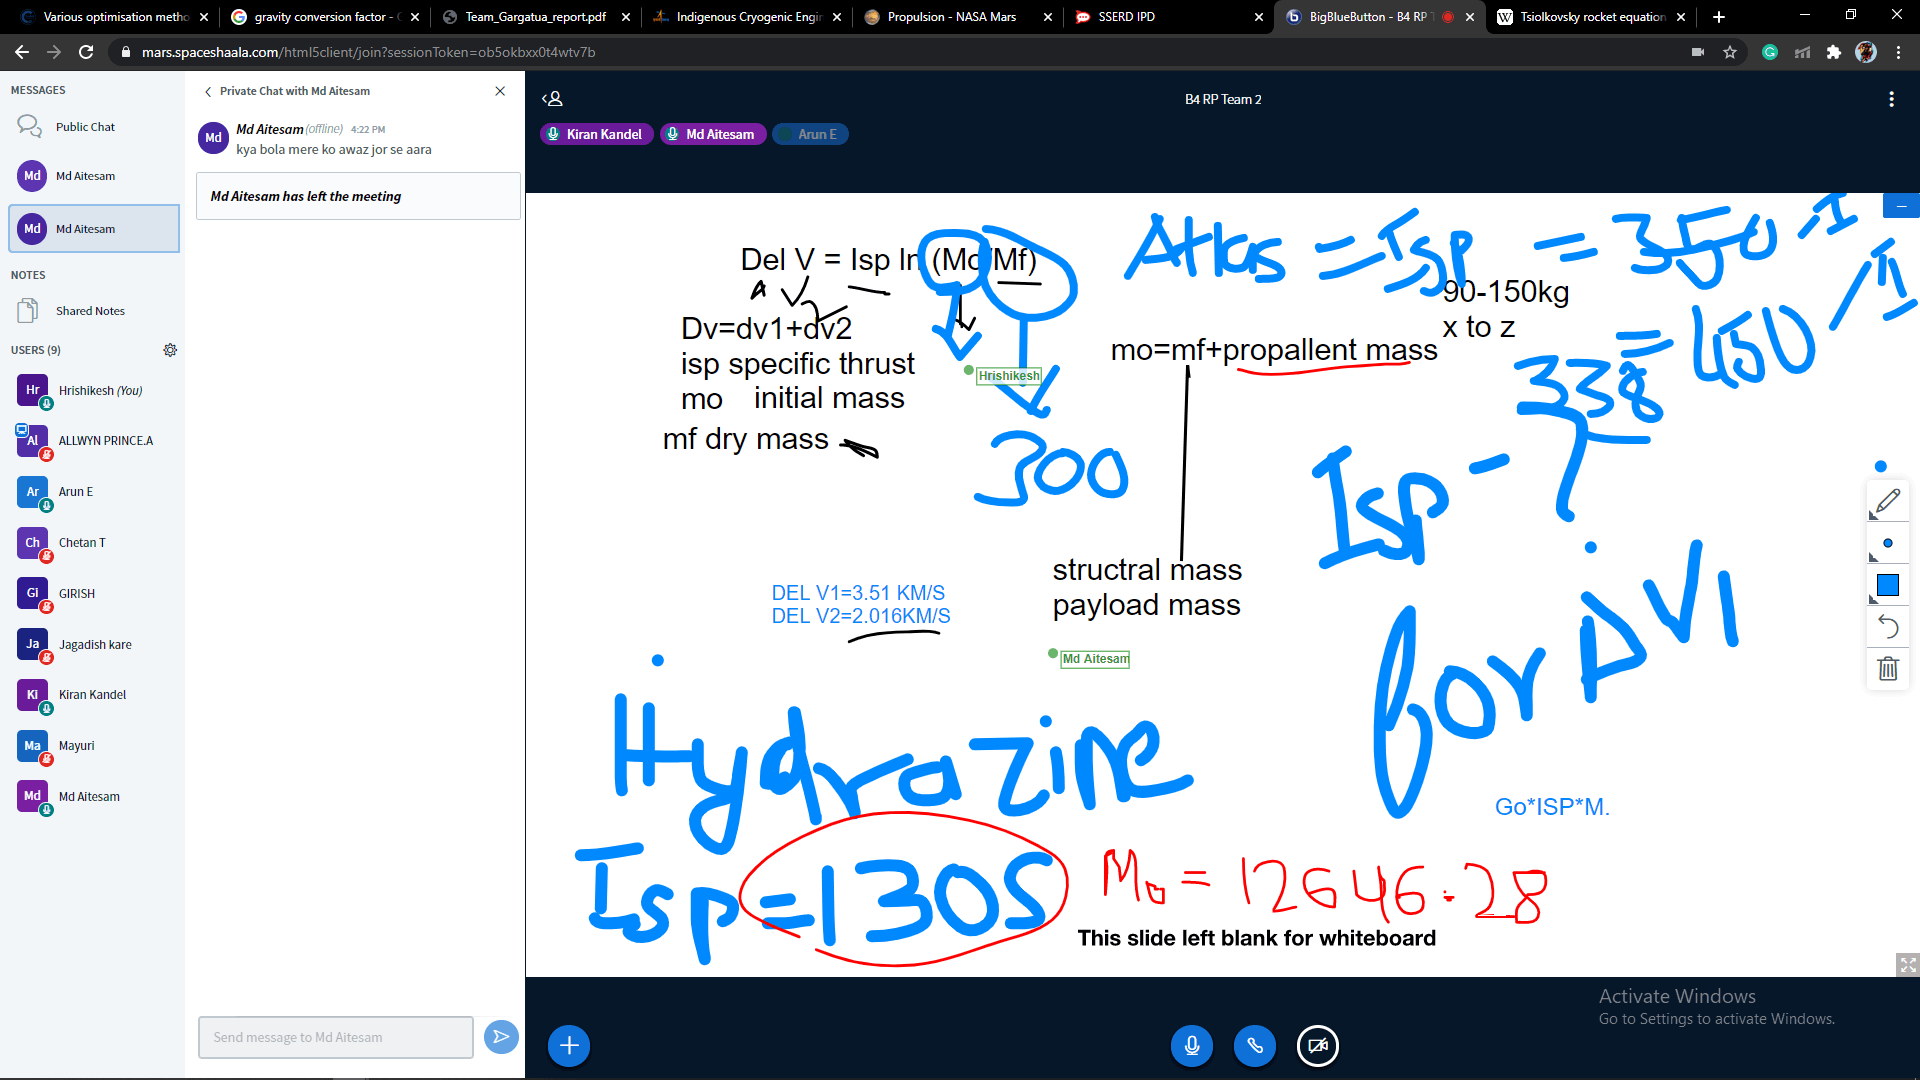 Various optimisation metho
gravity conversion factor - G
Team_Gargatua_report.pdf
Indigenous Cryogenic Engin
Propulsion - NASA Mars
SSERD IPD
BigBlueButton - B4 RP T
Tsiolkovsky rocket equation
mars.spaceshaala.com/html5client/join?sessionToken=ob5okbxx0t4wtv7b
MESSAGES
Public Chat
Md Md Aitesam
Md Md Aitesam
NOTES
Shared Notes
USERS (9)
Hr Hrishikesh (You)
Al ALLWYN PRINCE.A
Ar Arun E
Ch Chetan T
Gi GIRISH
Ja Jagadish kare
Ki Kiran Kandel
Ma Mayuri
Md Md Aitesam
Private Chat with Md Aitesam
Md Md Aitesam (offline) 4:22 PM
kya bola mere ko awaz jor se aara
Md Aitesam has left the meeting
Send message to Md Aitesam
B4 RP Team 2
Kiran Kandel
Md Aitesam
Arun E
Del V = Isp ln (Mo/Mf)
Dv=dv1+dv2
isp specific thrust
mo initial mass
mf dry mass
Hrishikesh
300
Atlas = Isp = 350 / I
= 450 / II
90-150kg
x to z
mo=mf+propallent mass
338
Isp - ?
for ΔV1
structral mass
payload mass
DEL V1=3.51 KM/S
DEL V2=2.016KM/S
Md Aitesam
Hydrazine
Isp = 130S
Go*ISP*M.
Mo = 12646.28
This slide left blank for whiteboard
Activate Windows
Go to Settings to activate Windows.